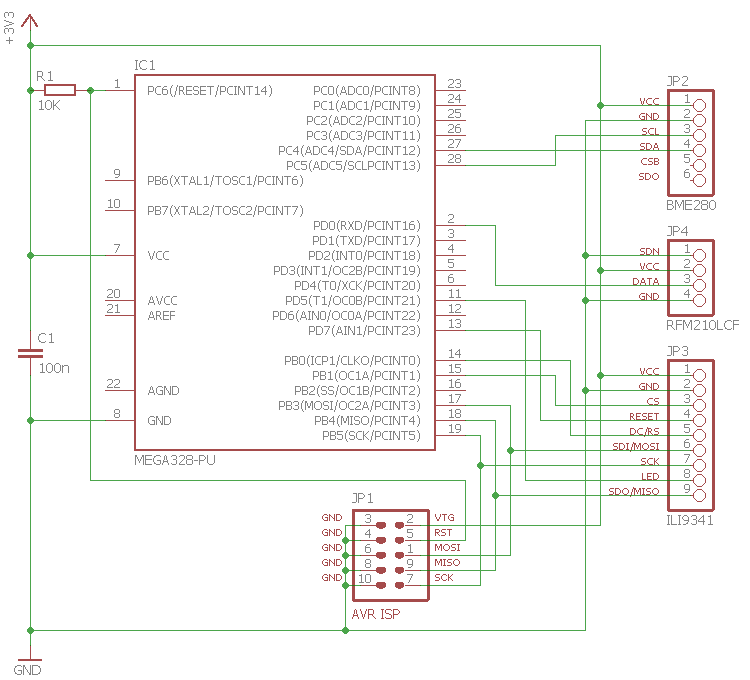 +3V3
R1
10K
C1
100n
GND
IC1
1 PC6(/RESET/PCINT14)
9 PB6(XTAL1/TOSC1/PCINT6)
10 PB7(XTAL2/TOSC2/PCINT7)
7 VCC
20 AVCC
21 AREF
22 AGND
8 GND
PC0(ADC0/PCINT8) 23
PC1(ADC1/PCINT9) 24
PC2(ADC2/PCINT10) 25
PC3(ADC3/PCINT11) 26
PC4(ADC4/SDA/PCINT12) 27
PC5(ADC5/SCLPCINT13) 28
PD0(RXD/PCINT16) 2
PD1(TXD/PCINT17) 3
PD2(INT0/PCINT18) 4
PD3(INT1/OC2B/PCINT19) 5
PD4(T0/XCK/PCINT20) 6
PD5(T1/OC0B/PCINT21) 11
PD6(AIN0/OC0A/PCINT22) 12
PD7(AIN1/PCINT23) 13
PB0(ICP1/CLKO/PCINT0) 14
PB1(OC1A/PCINT1) 15
PB2(SS/OC1B/PCINT2) 16
PB3(MOSI/OC2A/PCINT3) 17
PB4(MISO/PCINT4) 18
PB5(SCK/PCINT5) 19
MEGA328-PU
JP2
VCC 1
GND 2
SCL 3
SDA 4
CSB 5
SDO 6
BME280
JP4
SDN 1
VCC 2
DATA 3
GND 4
RFM210LCF
JP3
VCC 1
GND 2
CS 3
RESET 4
DC/RS 5
SDI/MOSI 6
SCK 7
LED 8
SDO/MISO 9
ILI9341
JP1
GND 3 2 VTG
GND 4 5 RST
GND 6 1 MOSI
GND 8 9 MISO
GND 10 7 SCK
AVR ISP